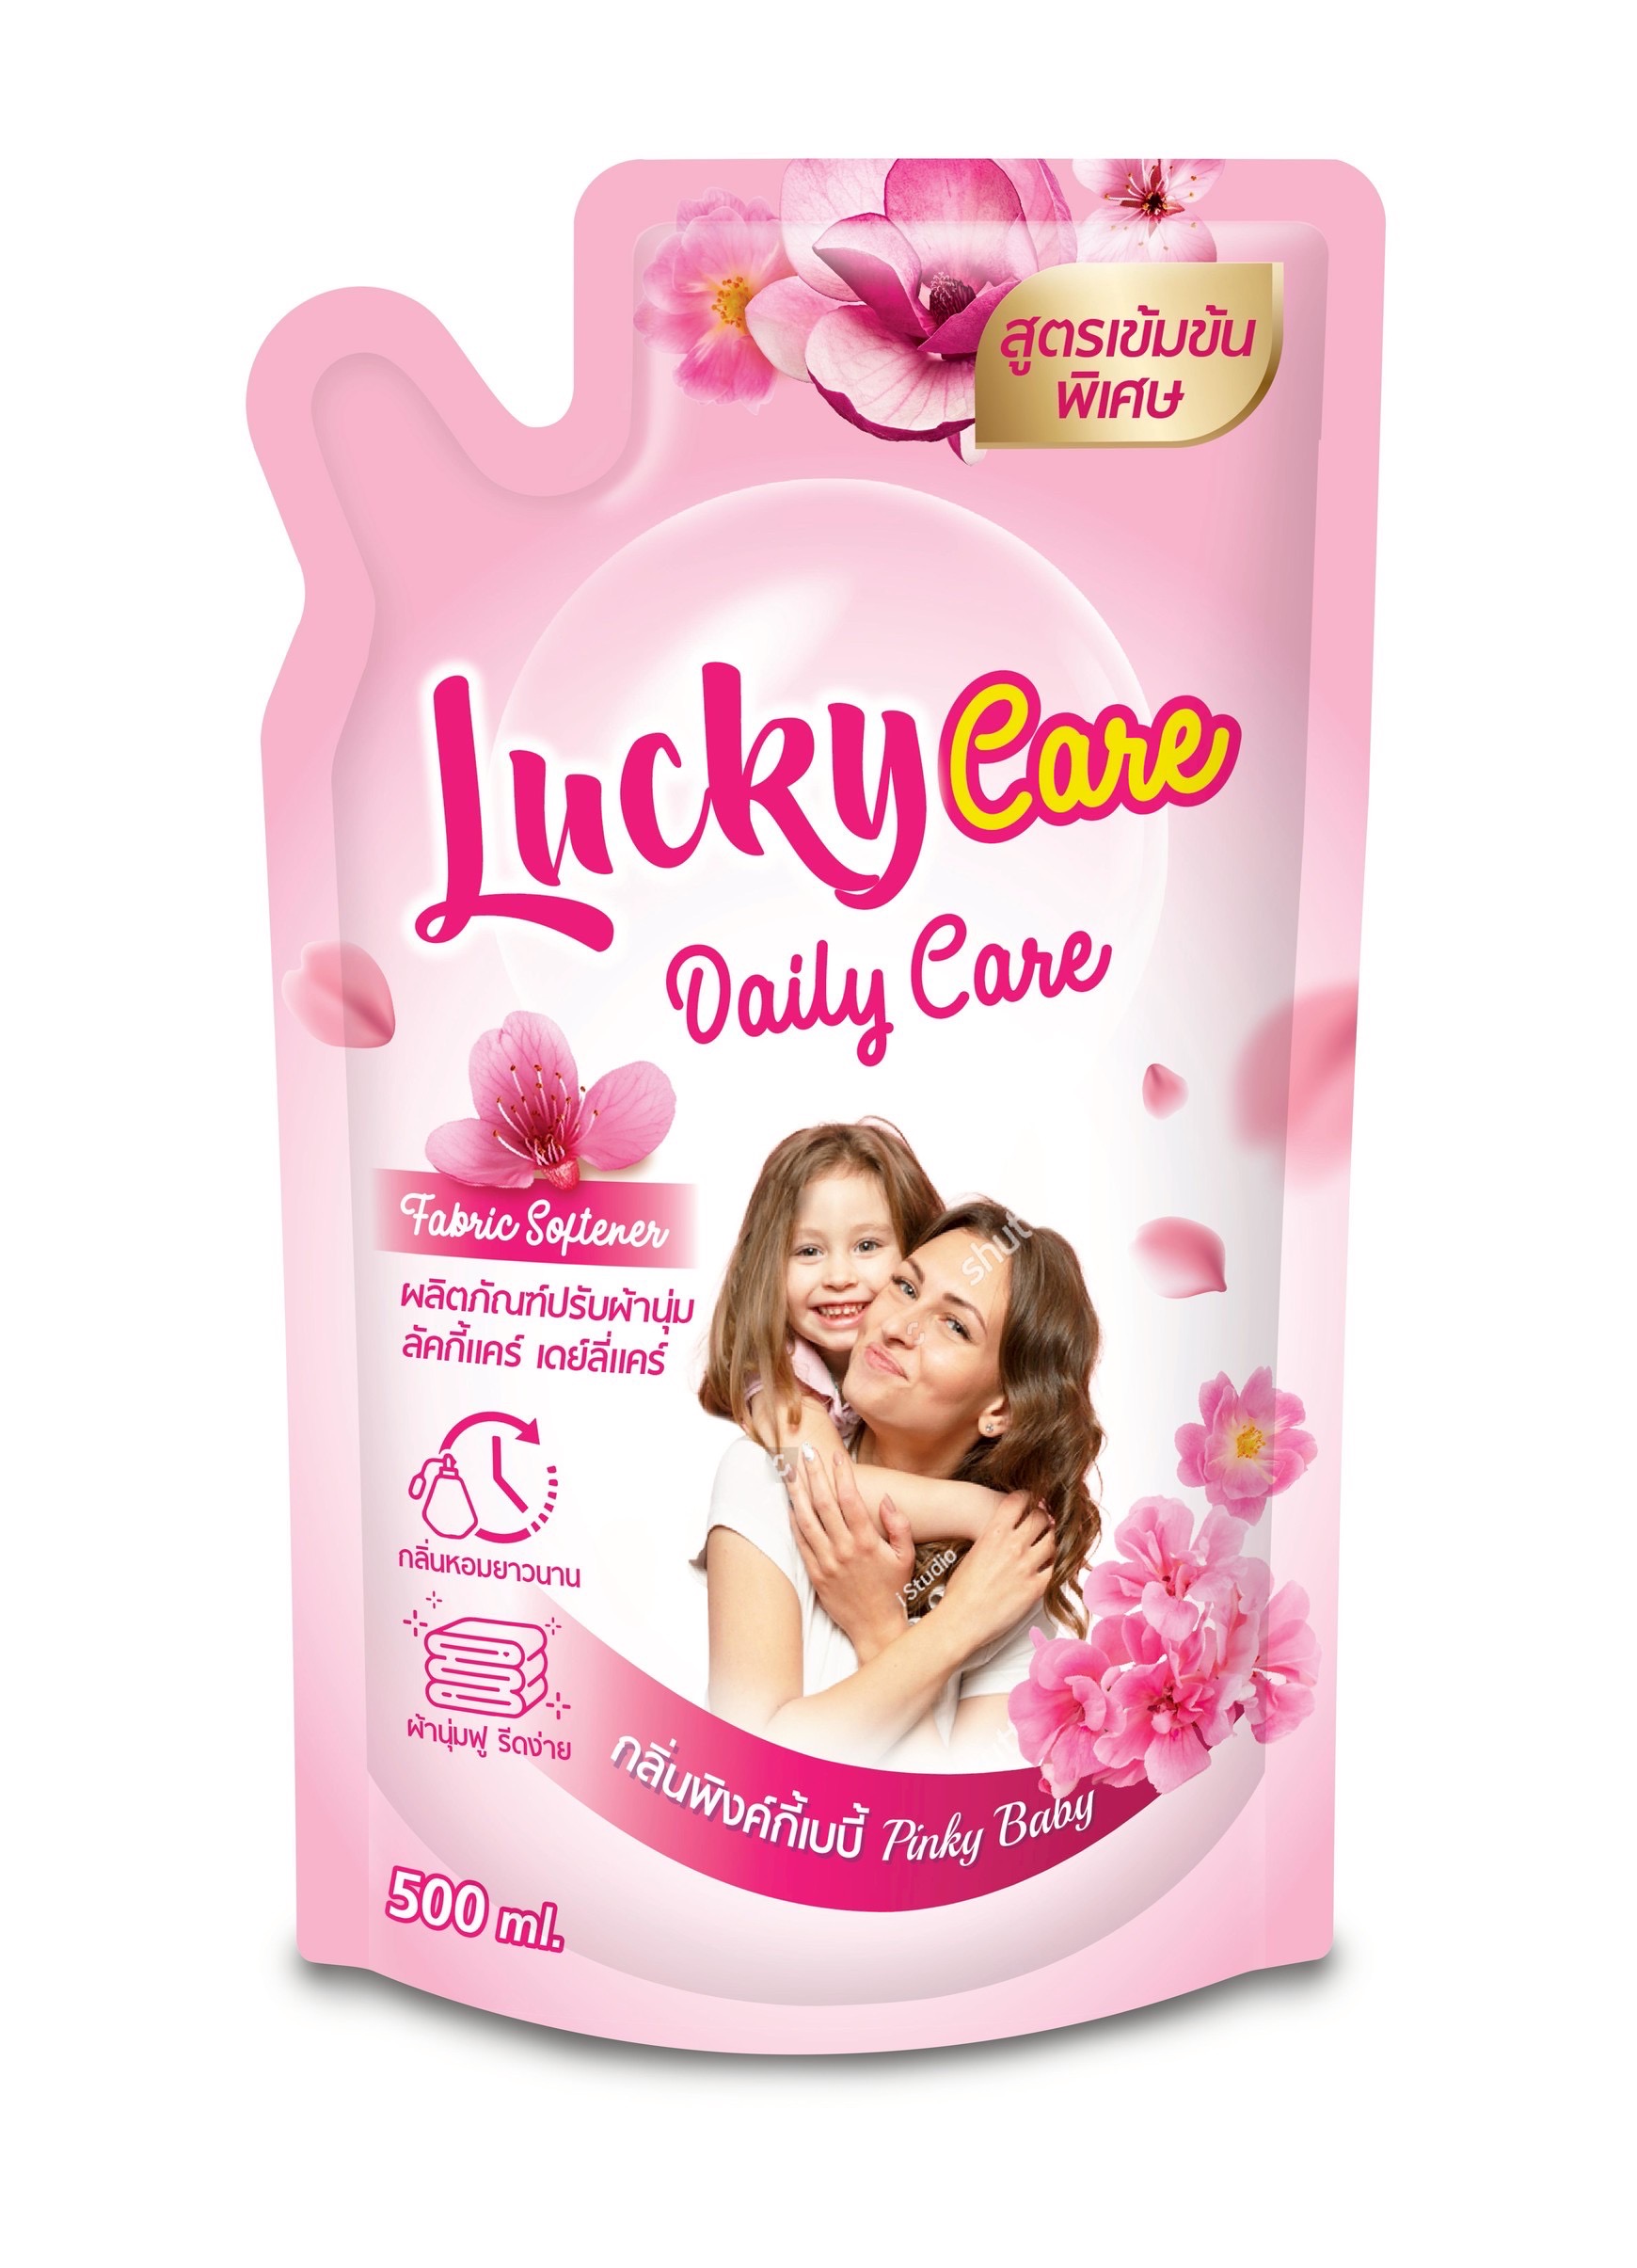 สูตรเข้มข้น
พิเศษ
Lucky Care
Daily Care
Fabric Softener
ผลิตภัณฑ์ปรับผ้านุ่ม
ลัคกี้แคร์ เดย์ลี่แคร์
shut
กลิ่นหอมยาวนาน
Studio
ผ้านุ่มฟู รีดง่าย
กลิ่นพิงค์กี้เบบี้ Pinky Baby
500 ml.